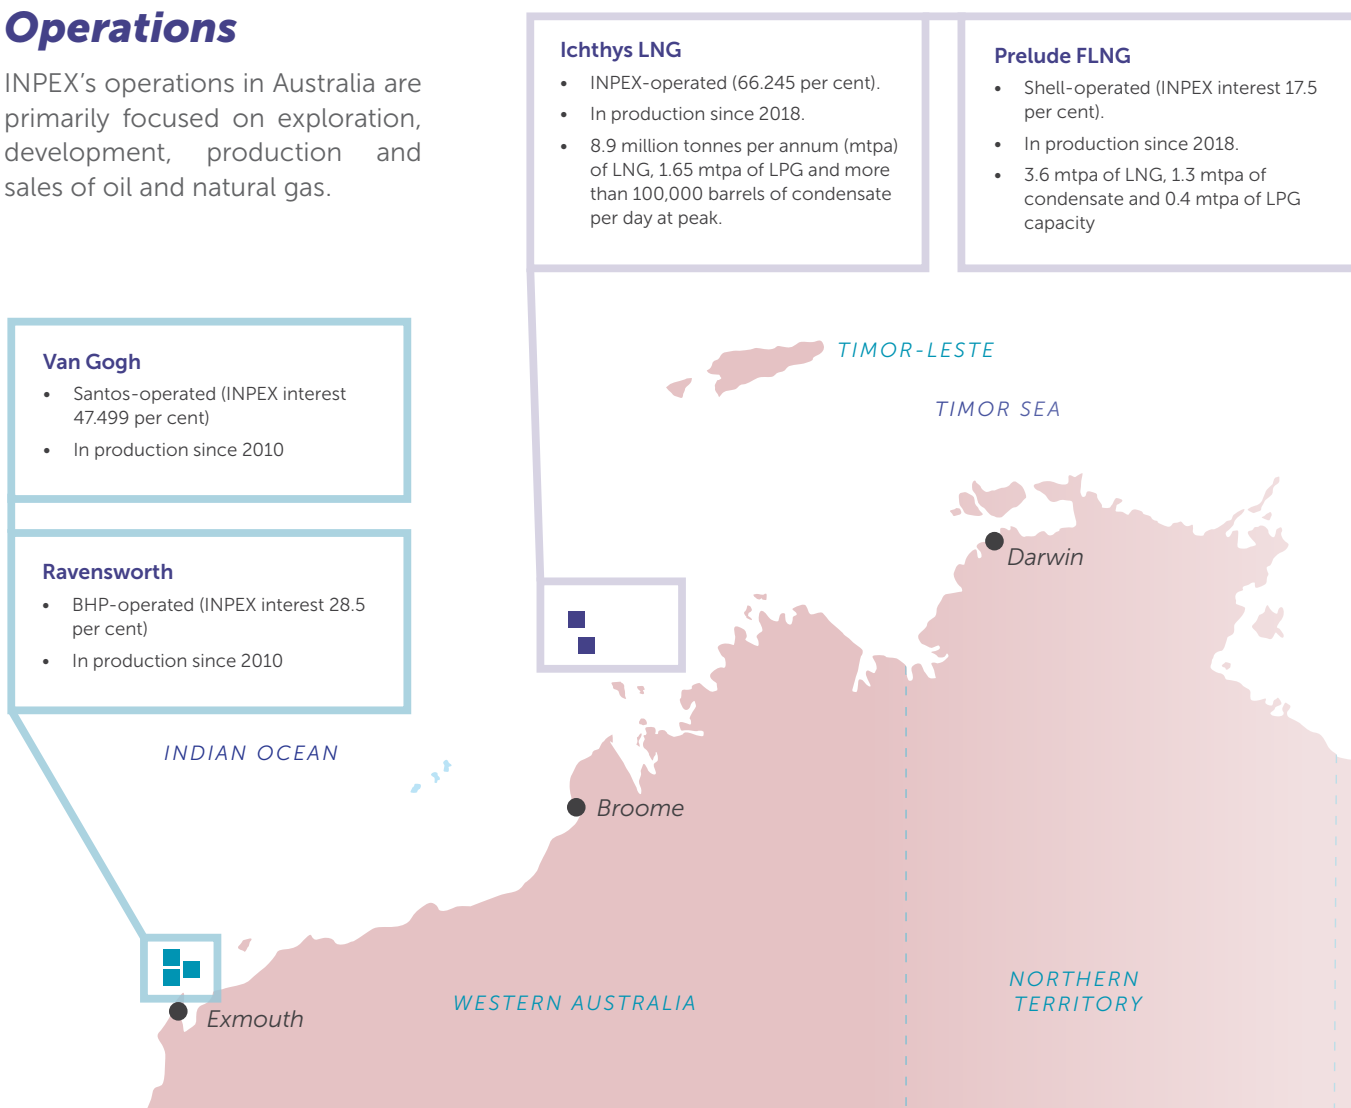 Operations
INPEX's operations in Australia are
primarily focused on exploration,
development, production and
sales of oil and natural gas.
Ichthys LNG
• INPEX-operated (66.245 per cent).
• In production since 2018.
• 8.9 million tonnes per annum (mtpa)
of LNG, 1.65 mtpa of LPG and more
than 100,000 barrels of condensate
per day at peak.
Prelude FLNG
• Shell-operated (INPEX interest 17.5
per cent).
• In production since 2018.
• 3.6 mtpa of LNG, 1.3 mtpa of
condensate and 0.4 mtpa of LPG
capacity
Van Gogh
• Santos-operated (INPEX interest
47.499 per cent)
• In production since 2010
Ravensworth
• BHP-operated (INPEX interest 28.5
per cent)
• In production since 2010
TIMOR-LESTE
TIMOR SEA
Darwin
INDIAN OCEAN
Broome
WESTERN AUSTRALIA
NORTHERN
TERRITORY
Exmouth